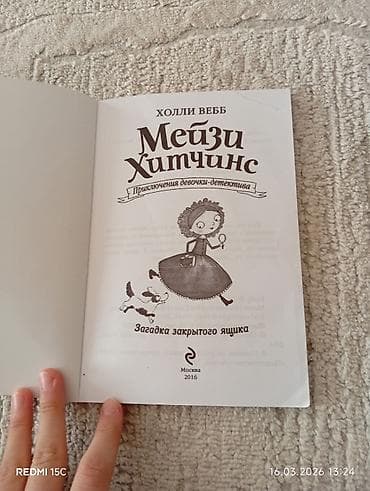 ХОЛЛИ ВЕББ
Мейзи
Хитчинс
Приключения девочки-детектива
Загадка закрытого ящика
Москва
2016
REDMI 15C
16.03.2026 13:24